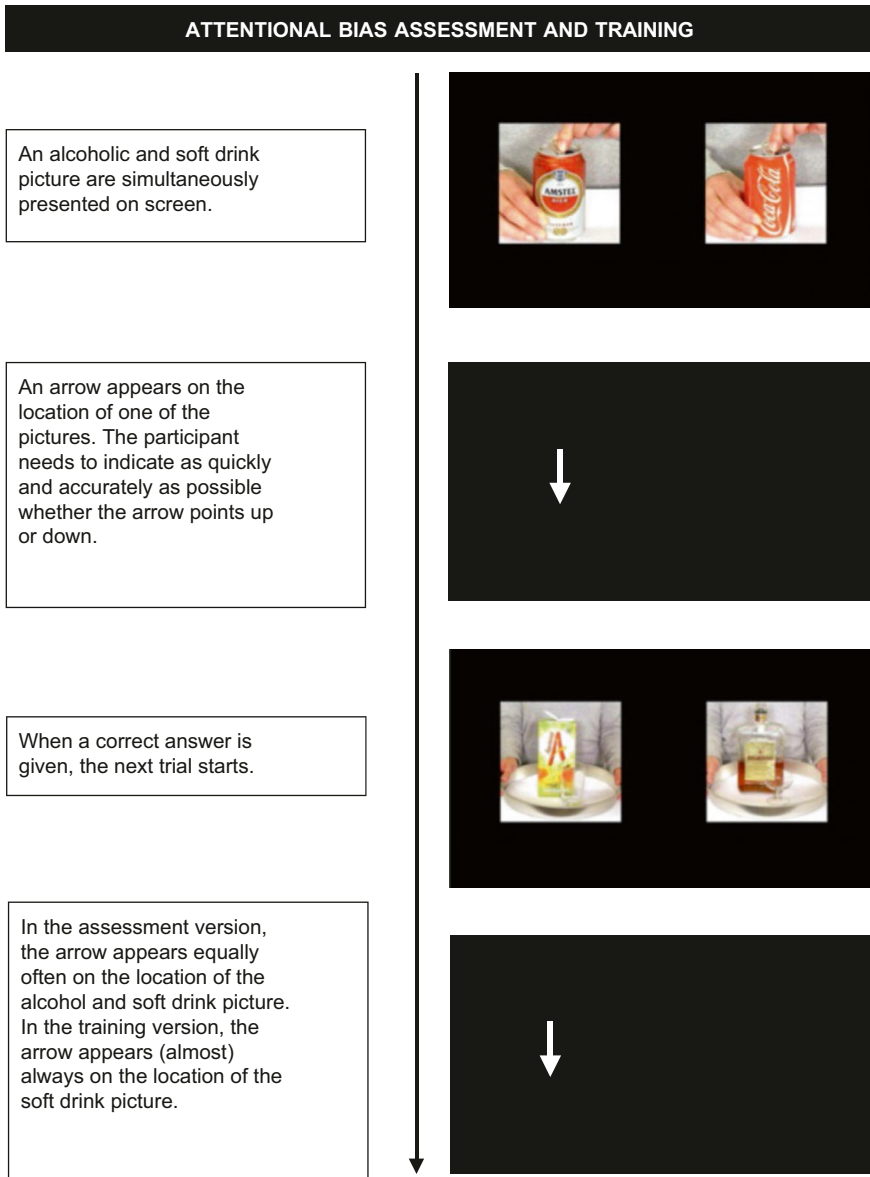 ATTENTIONAL BIAS ASSESSMENT AND TRAINING
An alcoholic and soft drink
picture are simultaneously
presented on screen.
AMSTEL
BIER
Coca-Cola
An arrow appears on the
location of one of the
pictures. The participant
needs to indicate as quickly
and accurately as possible
whether the arrow points up
or down.
When a correct answer is
given, the next trial starts.
In the assessment version,
the arrow appears equally
often on the location of the
alcohol and soft drink picture.
In the training version, the
arrow appears (almost)
always on the location of the
soft drink picture.